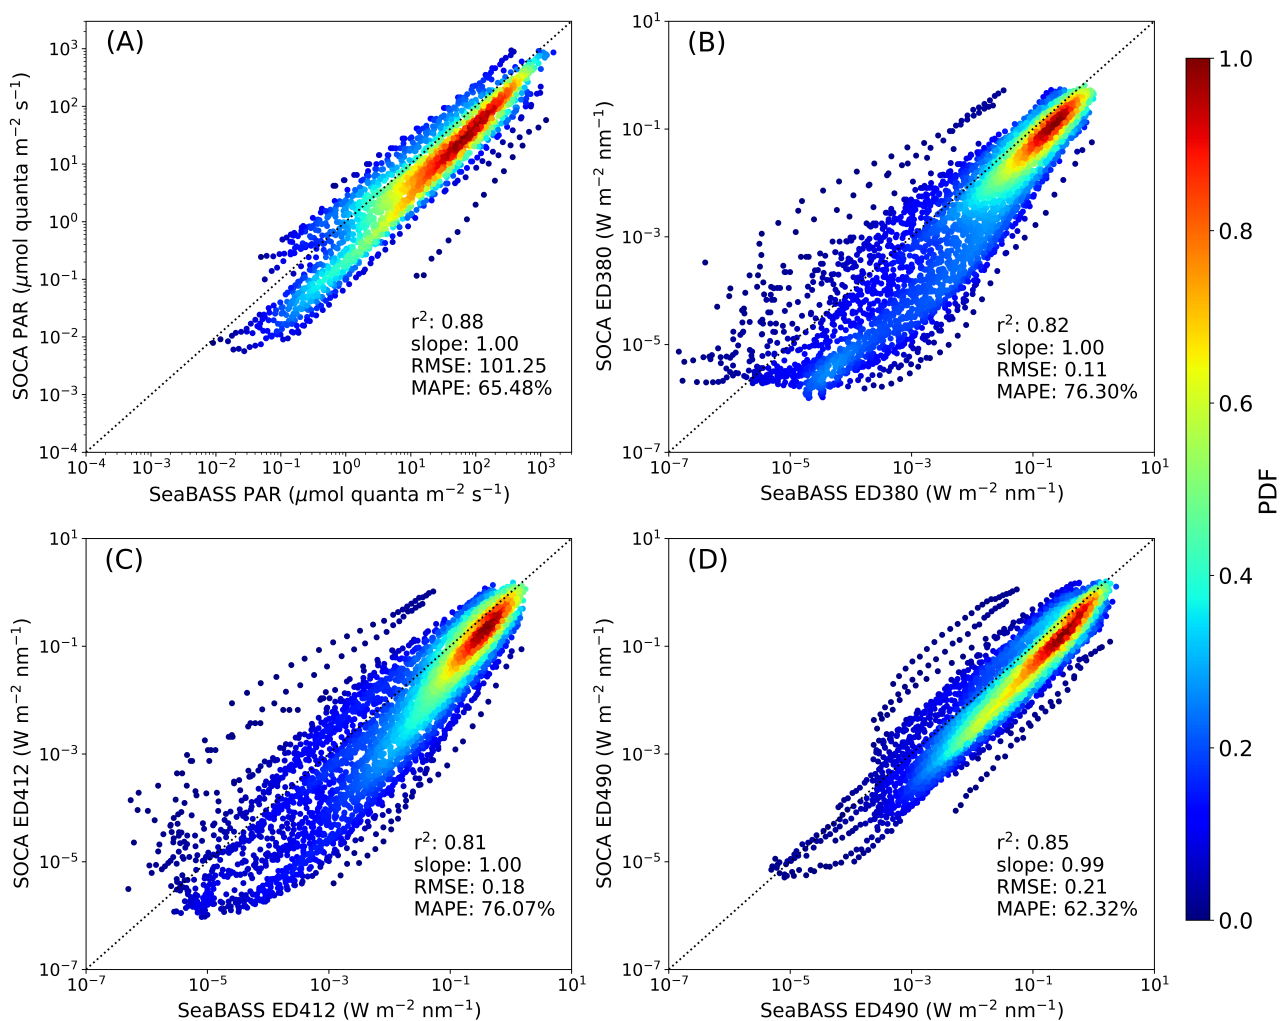 (A)
10³
10²
10¹
10⁰
10⁻¹
10⁻²
10⁻³
10⁻⁴
SOCA PAR (μmol quanta m⁻² s⁻¹)
r²: 0.88
slope: 1.00
RMSE: 101.25
MAPE: 65.48%
10⁻⁴ 10⁻³ 10⁻² 10⁻¹ 10⁰ 10¹ 10² 10³
SeaBASS PAR (μmol quanta m⁻² s⁻¹)
(B)
10¹
10⁻¹
10⁻³
10⁻⁵
10⁻⁷
SOCA ED380 (W m⁻² nm⁻¹)
r²: 0.82
slope: 1.00
RMSE: 0.11
MAPE: 76.30%
10⁻⁷ 10⁻⁵ 10⁻³ 10⁻¹ 10¹
SeaBASS ED380 (W m⁻² nm⁻¹)
(C)
10¹
10⁻¹
10⁻³
10⁻⁵
10⁻⁷
SOCA ED412 (W m⁻² nm⁻¹)
r²: 0.81
slope: 1.00
RMSE: 0.18
MAPE: 76.07%
10⁻⁷ 10⁻⁵ 10⁻³ 10⁻¹ 10¹
SeaBASS ED412 (W m⁻² nm⁻¹)
(D)
10¹
10⁻¹
10⁻³
10⁻⁵
10⁻⁷
SOCA ED490 (W m⁻² nm⁻¹)
r²: 0.85
slope: 0.99
RMSE: 0.21
MAPE: 62.32%
10⁻⁷ 10⁻⁵ 10⁻³ 10⁻¹ 10¹
SeaBASS ED490 (W m⁻² nm⁻¹)
1.0
0.8
0.6
0.4
0.2
0.0
PDF